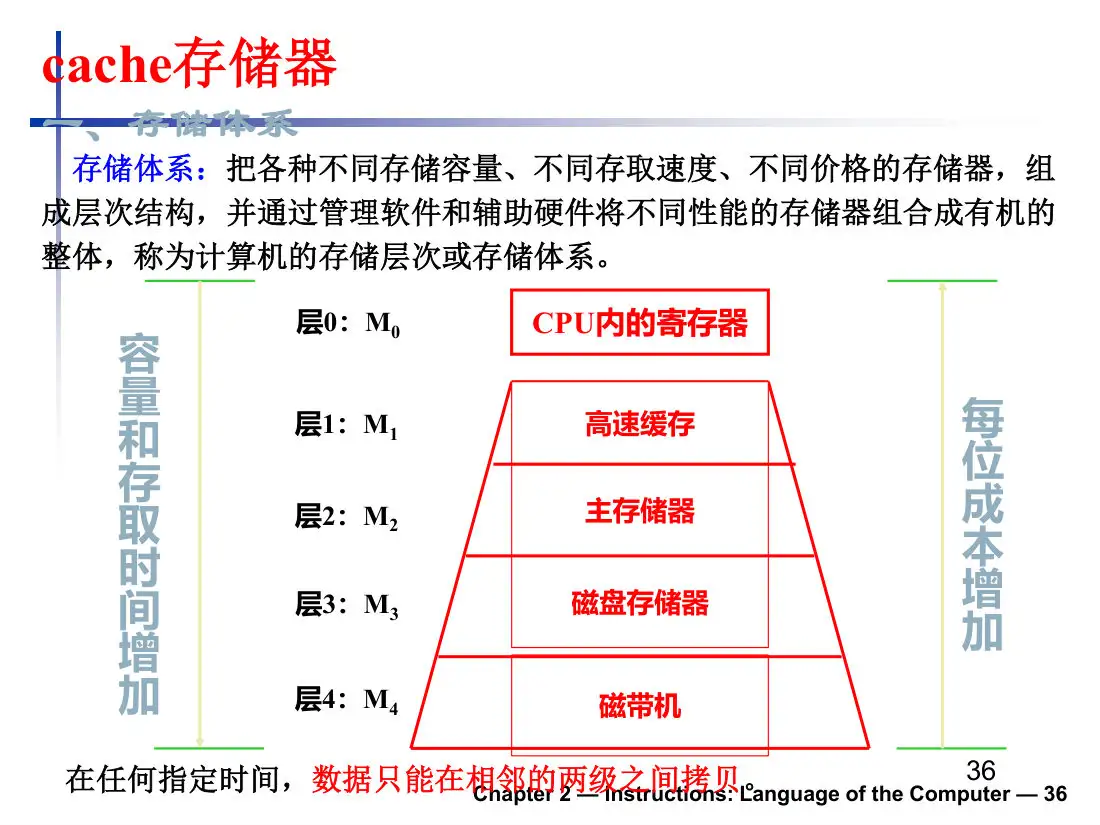 cache存储器
一、存储体系
存储体系：把各种不同存储容量、不同存取速度、不同价格的存储器，组
成层次结构，并通过管理软件和辅助硬件将不同性能的存储器组合成有机的
整体，称为计算机的存储层次或存储体系。
容量和存取时间增加
层0：M0
CPU内的寄存器
层1：M1
高速缓存
层2：M2
主存储器
层3：M3
磁盘存储器
层4：M4
磁带机
每位成本增加
在任何指定时间，数据只能在相邻的两级之间拷贝。
36
Chapter 2 — Instructions: Language of the Computer — 36